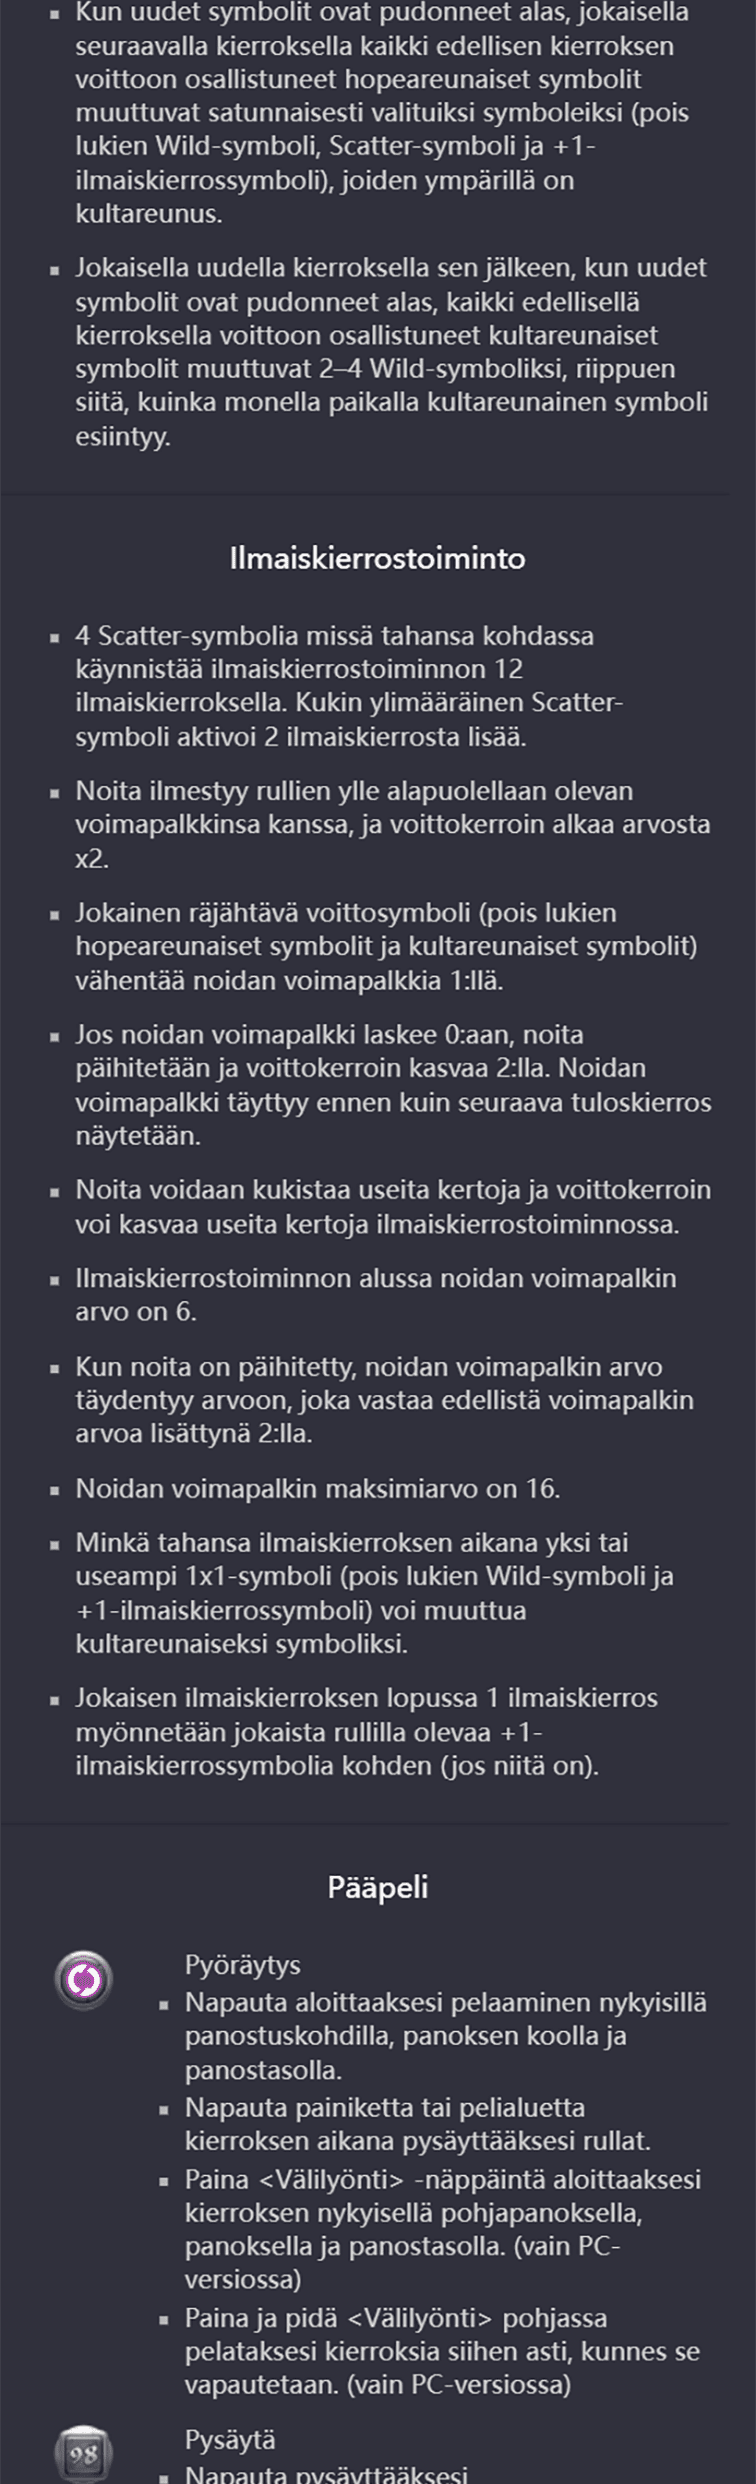 ▪ Kun uudet symbolit ovat pudonneet alas, jokaisella
seuraavalla kierroksella kaikki edellisen kierroksen
voittoon osallistuneet hopeareunaiset symbolit
muuttuvat satunnaisesti valituiksi symboleiksi (pois
lukien Wild-symboli, Scatter-symboli ja +1-
ilmaiskierrossymboli), joiden ympärillä on
kultareunus.
▪ Jokaisella uudella kierroksella sen jälkeen, kun uudet
symbolit ovat pudonneet alas, kaikki edellisellä
kierroksella voittoon osallistuneet kultareunaiset
symbolit muuttuvat 2–4 Wild-symboliksi, riippuen
siitä, kuinka monella paikalla kultareunainen symboli
esiintyy.
Ilmaiskierrostoiminto
▪ 4 Scatter-symbolia missä tahansa kohdassa
käynnistää ilmaiskierrostoiminnon 12
ilmaiskierroksella. Kukin ylimääräinen Scatter-
symboli aktivoi 2 ilmaiskierrosta lisää.
▪ Noita ilmestyy rullien ylle alapuolellaan olevan
voimapalkkinsa kanssa, ja voittokerroin alkaa arvosta
x2.
▪ Jokainen räjähtävä voittosymboli (pois lukien
hopeareunaiset symbolit ja kultareunaiset symbolit)
vähentää noidan voimapalkkia 1:llä.
▪ Jos noidan voimapalkki laskee 0:aan, noita
päihitetään ja voittokerroin kasvaa 2:lla. Noidan
voimapalkki täyttyy ennen kuin seuraava tuloskierros
näytetään.
▪ Noita voidaan kukistaa useita kertoja ja voittokerroin
voi kasvaa useita kertoja ilmaiskierrostoiminnossa.
▪ Ilmaiskierrostoiminnon alussa noidan voimapalkin
arvo on 6.
▪ Kun noita on päihitetty, noidan voimapalkin arvo
täydentyy arvoon, joka vastaa edellistä voimapalkin
arvoa lisättynä 2:lla.
▪ Noidan voimapalkin maksimiarvo on 16.
▪ Minkä tahansa ilmaiskierroksen aikana yksi tai
useampi 1x1-symboli (pois lukien Wild-symboli ja
+1-ilmaiskierrossymboli) voi muuttua
kultareunaiseksi symboliksi.
▪ Jokaisen ilmaiskierroksen lopussa 1 ilmaiskierros
myönnetään jokaista rullilla olevaa +1-
ilmaiskierrossymbolia kohden (jos niitä on).
Pääpeli
Pyöräytys
▪ Napauta aloittaaksesi pelaaminen nykyisillä
panostuskohdilla, panoksen koolla ja
panostasolla.
▪ Napauta painiketta tai pelialuetta
kierroksen aikana pysäyttääksesi rullat.
▪ Paina <Välilyönti> -näppäintä aloittaaksesi
kierroksen nykyisellä pohjapanoksella,
panoksella ja panostasolla. (vain PC-
versiossa)
▪ Paina ja pidä <Välilyönti> pohjassa
pelataksesi kierroksia siihen asti, kunnes se
vapautetaan. (vain PC-versiossa)
98
Pysäytä
▪ Napauta pysäyttääksesi